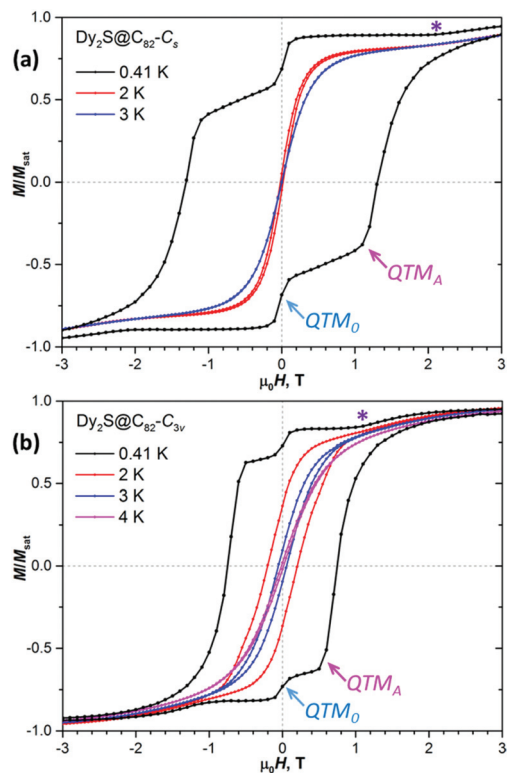 (a)
Dy₂S@C₈₂-Cₛ
0.41 K
2 K
3 K
*
M/Mₛₐₜ
1.0
0.5
0.0
-0.5
-1.0
QTM_A
QTM₀
-3 -2 -1 0 1 2 3
μ₀H, T
(b)
Dy₂S@C₈₂-C₃ᵥ
0.41 K
2 K
3 K
4 K
*
M/Mₛₐₜ
1.0
0.5
0.0
-0.5
-1.0
QTM_A
QTM₀
-3 -2 -1 0 1 2 3
μ₀H, T